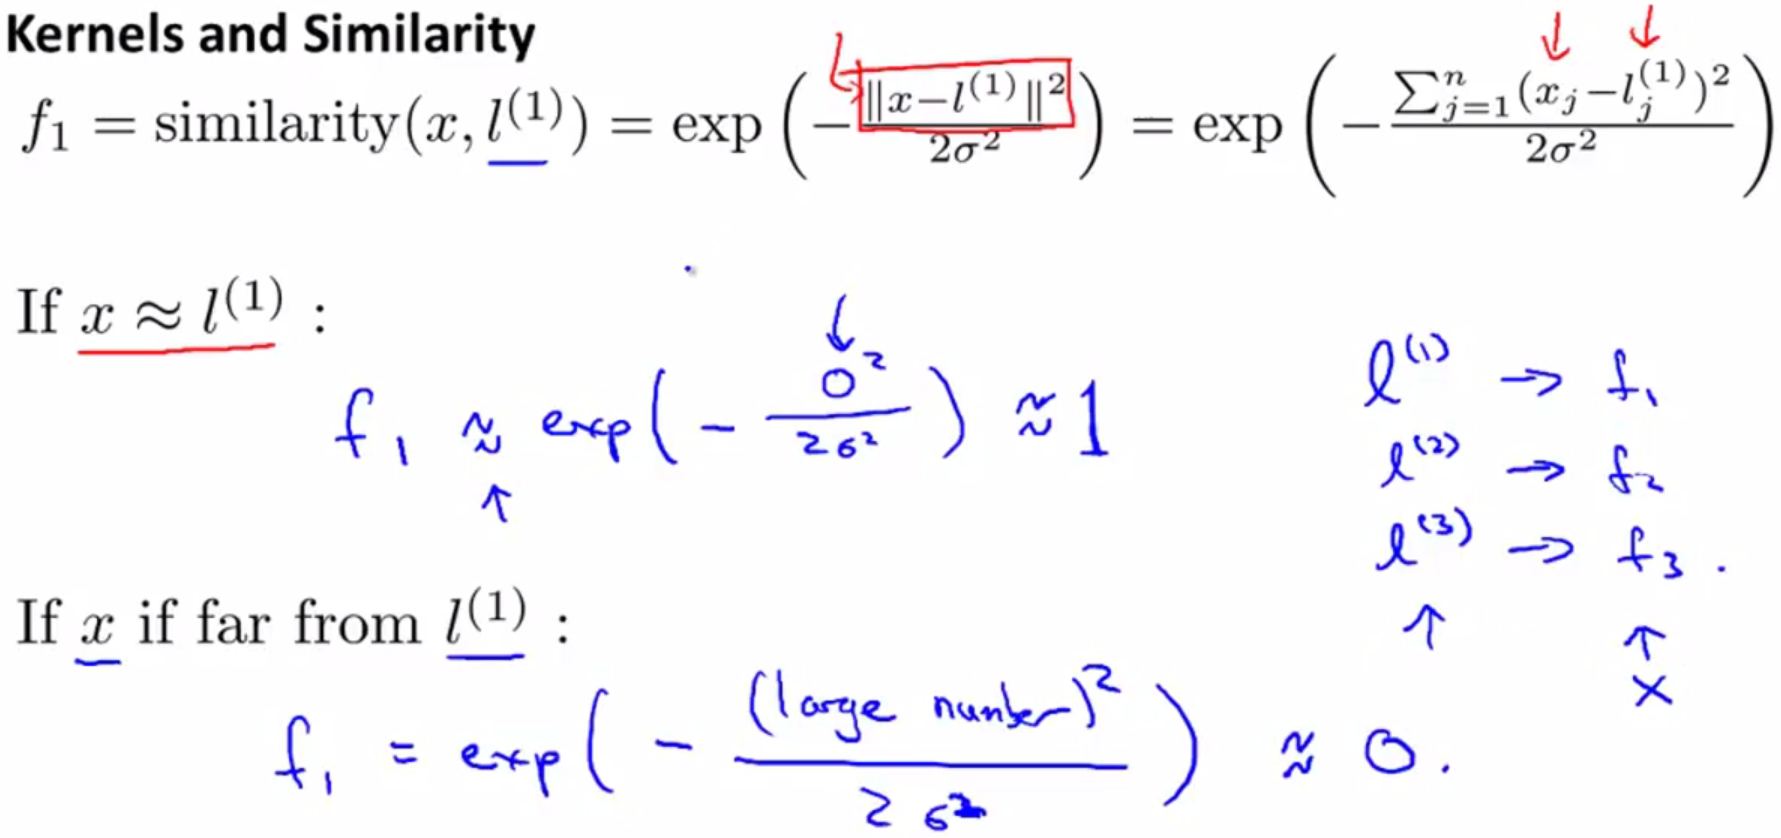 Kernels and Similarity
f₁ = similarity(x, l⁽¹⁾) = exp(−‖x−l⁽¹⁾‖²/2σ²) = exp(−∑ⁿⱼ₌₁(xⱼ−lⱼ⁽¹⁾)²/2σ²)
If x ≈ l⁽¹⁾ :
f₁ ≈ exp(−0²/2σ²) ≈ 1
l⁽¹⁾ → f₁
l⁽²⁾ → f₂
l⁽³⁾ → f₃ .
↑ ↑
x
If x if far from l⁽¹⁾ :
f₁ = exp(−(large number)²/2σ²) ≈ 0.